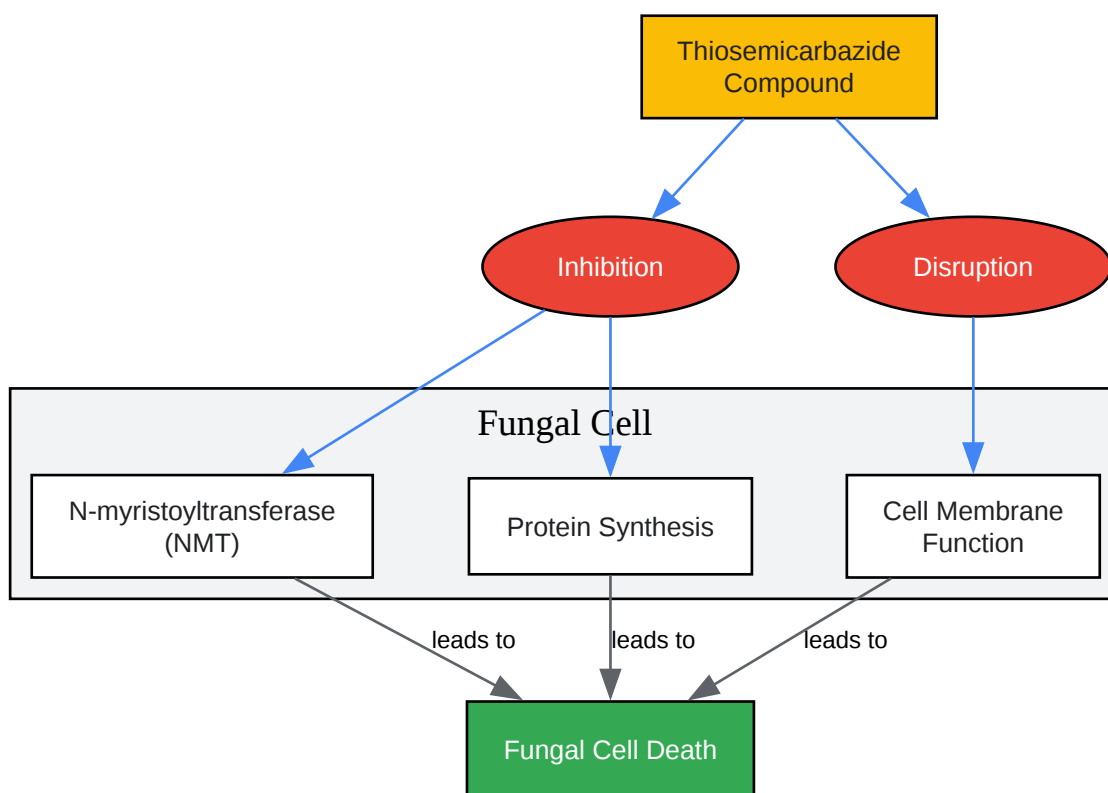 Thiosemicarbazide
Compound
Inhibition
Disruption
Fungal Cell
N-myristoyltransferase
(NMT)
Protein Synthesis
Cell Membrane
Function
leads to
leads to
leads to
Fungal Cell Death